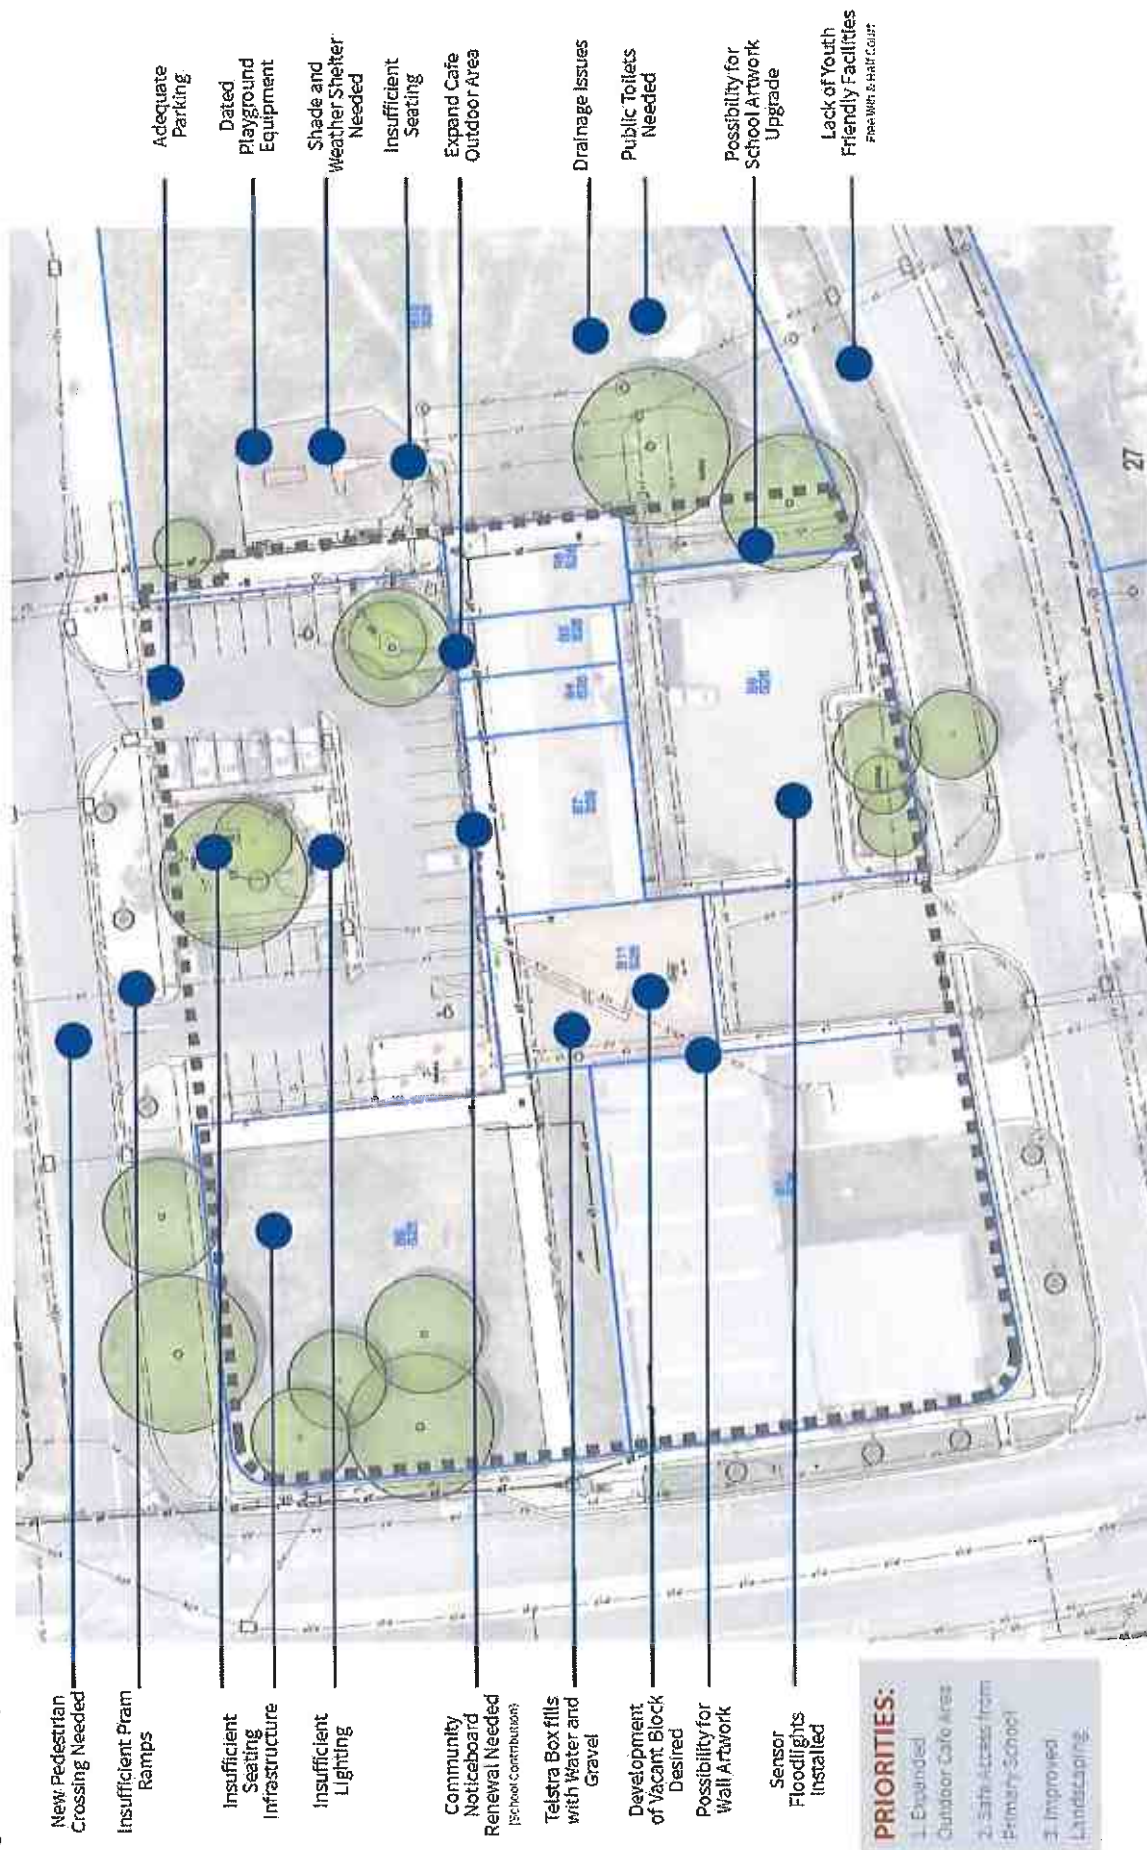 New Pedestrian
Crossing Needed
Insufficient Pram
Ramps
Insufficient
Seating
Infrastructure
Insufficient
Lighting
Community
Noticeboard
Renewal Needed
(School Contribution)
Telstra Box fills
with Water and
Gravel
Development
of Vacant Block
Desired
Possibility for
Wall Artwork
Sensor
Floodlights
Installed
Adequate
Parking
Dated
Playground
Equipment
Shade and
Weather Shelter
Needed
Insufficient
Seating
Expand Cafe
Outdoor Area
Drainage Issues
Public Toilets
Needed
Possibility for
School Artwork
Upgrade
Lack of Youth
Friendly Facilities
Free Wifi & Half Court
PRIORITIES:
1. Expanded
Outdoor Cafe Area
2. Safe Access from
Primary School
3. Improved
Landscaping
27